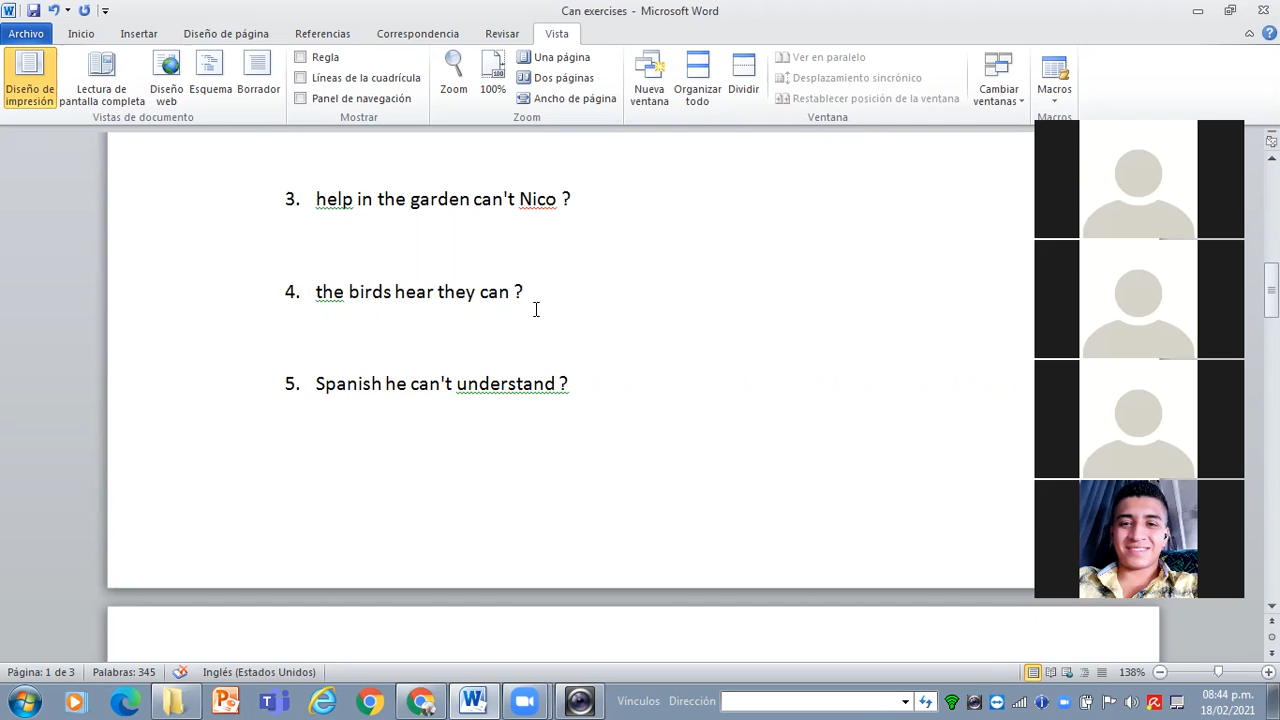 Can exercises - Microsoft Word
Archivo Inicio Insertar Diseño de página Referencias Correspondencia Revisar Vista
Diseño de impresión
Lectura de pantalla completa
Diseño web
Esquema
Borrador
Vistas de documento
Regla
Líneas de la cuadrícula
Panel de navegación
Mostrar
Zoom
100%
Una página
Dos páginas
Ancho de página
Zoom
Nueva ventana
Organizar todo
Dividir
Ver en paralelo
Desplazamiento sincrónico
Restablecer posición de la ventana
Cambiar ventanas
Ventana
Macros
Macros
3. help in the garden can't Nico ?
4. the birds hear they can ?
5. Spanish he can't understand ?
Página: 1 de 3 Palabras: 345 Inglés (Estados Unidos) 138%
Vínculos Dirección
08:44 p.m.
18/02/2021